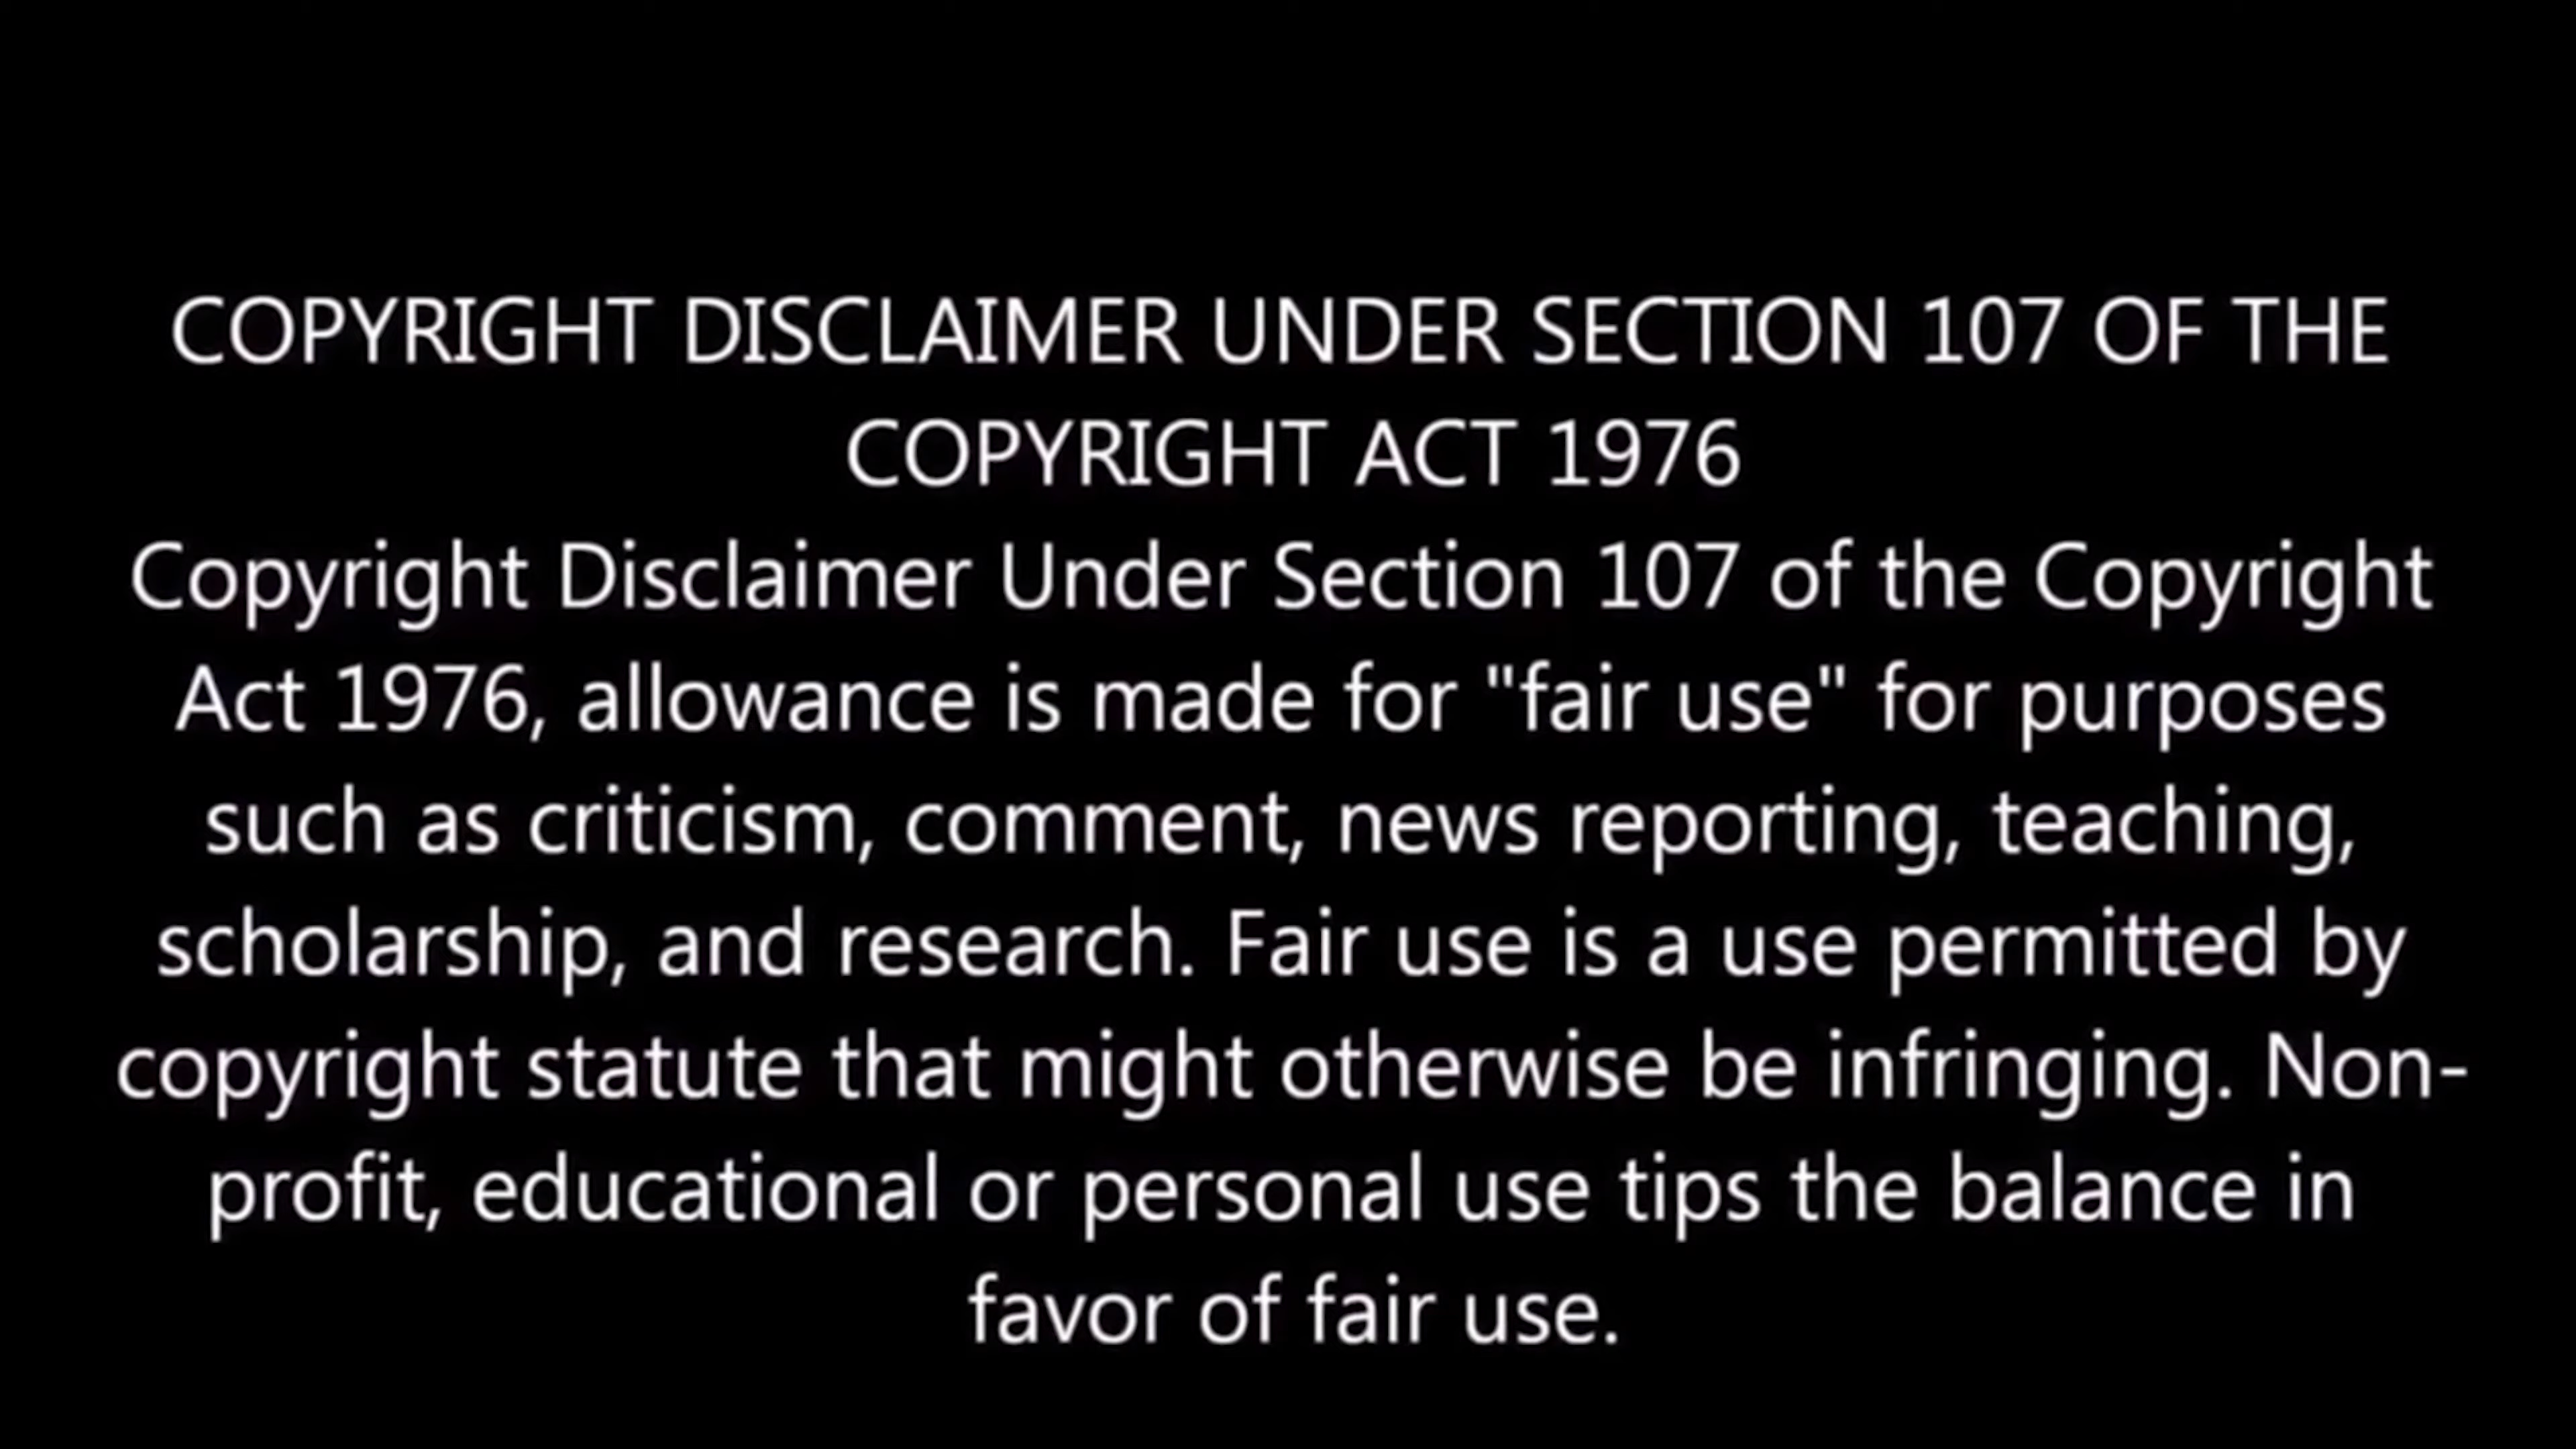 COPYRIGHT DISCLAIMER UNDER SECTION 107 OF THE
COPYRIGHT ACT 1976
Copyright Disclaimer Under Section 107 of the Copyright
Act 1976, allowance is made for "fair use" for purposes
such as criticism, comment, news reporting, teaching,
scholarship, and research. Fair use is a use permitted by
copyright statute that might otherwise be infringing. Non-
profit, educational or personal use tips the balance in
favor of fair use.